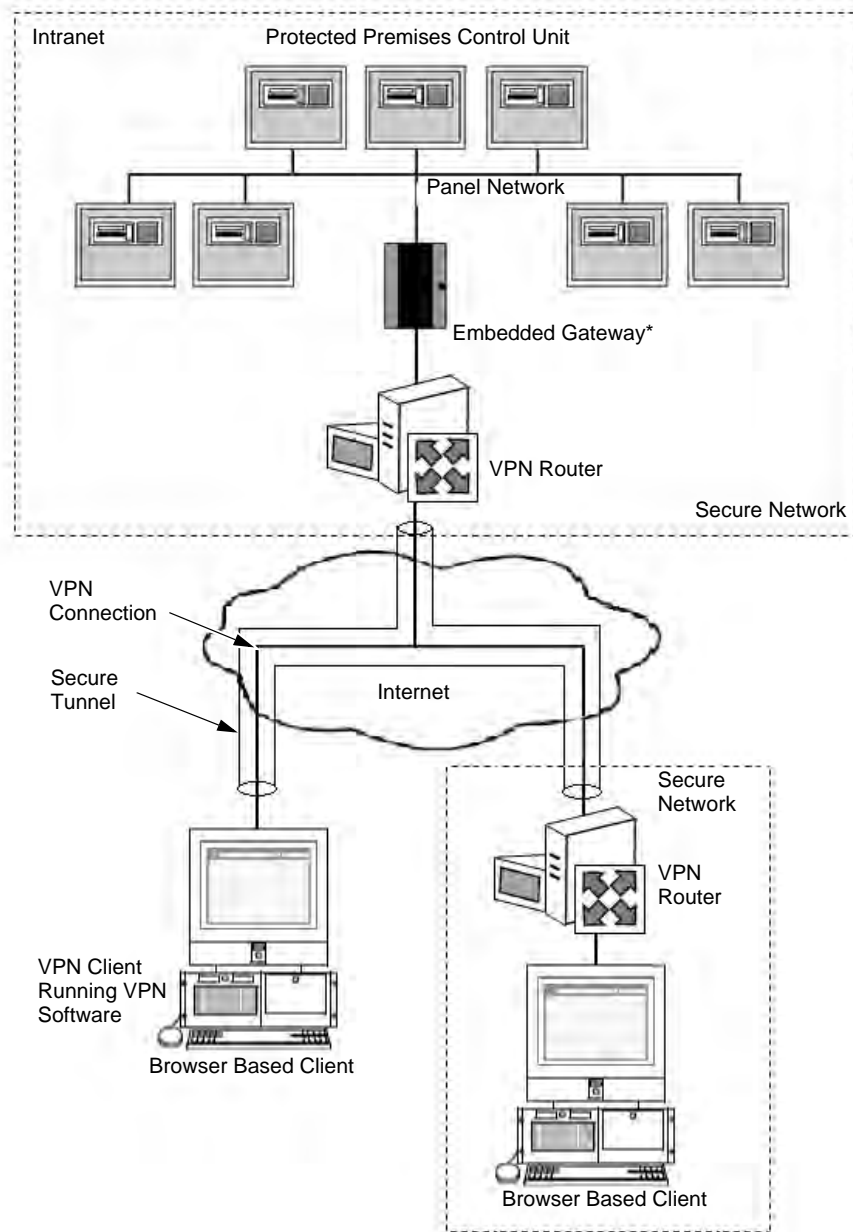 Intranet
Protected Premises Control Unit
Panel Network
Embedded Gateway*
VPN Router
Secure Network
VPN
Connection
Secure
Tunnel
Internet
Secure
Network
VPN
Router
VPN Client
Running VPN
Software
Browser Based Client
Browser Based Client